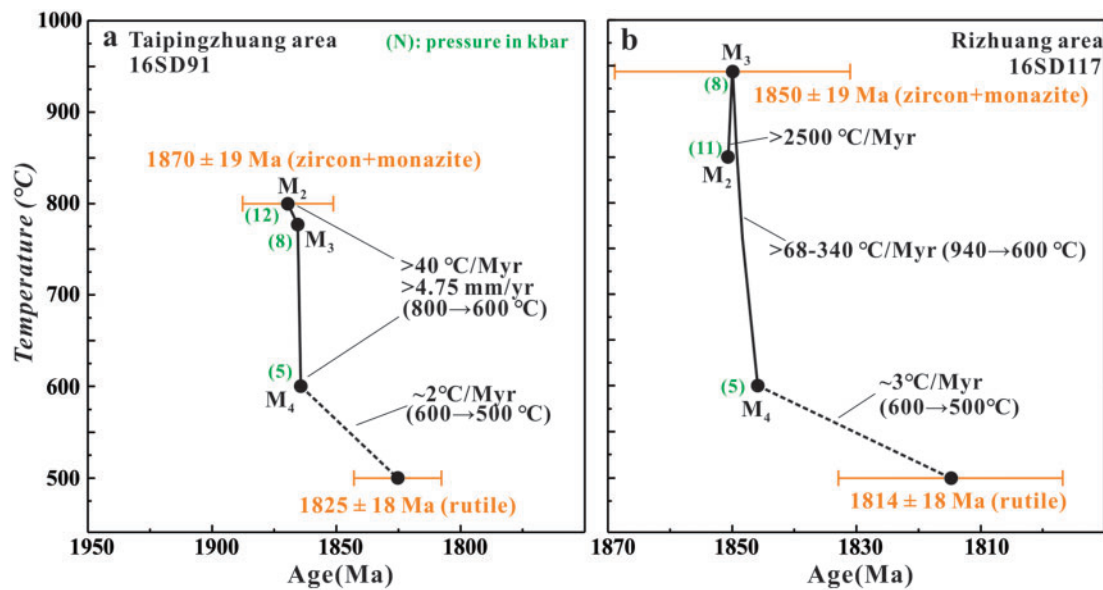 a Taipingzhuang area
16SD91
(N): pressure in kbar
1870 ± 19 Ma (zircon+monazite)
M2
(12)
(8)
M3
>40 °C/Myr
>4.75 mm/yr
(800→600 °C)
(5)
M4
~2°C/Myr
(600→500 °C)
1825 ± 18 Ma (rutile)
1000
900
800
700
600
500
Temperature (°C)
1950
1900
1850
1800
Age(Ma)
b
Rizhuang area
16SD117
M3
(8)
1850 ± 19 Ma (zircon+monazite)
>2500 °C/Myr
(11)
M2
>68-340 °C/Myr (940→600 °C)
(5)
M4
~3°C/Myr
(600→500°C)
1814 ± 18 Ma (rutile)
1870
1850
1830
1810
Age(Ma)